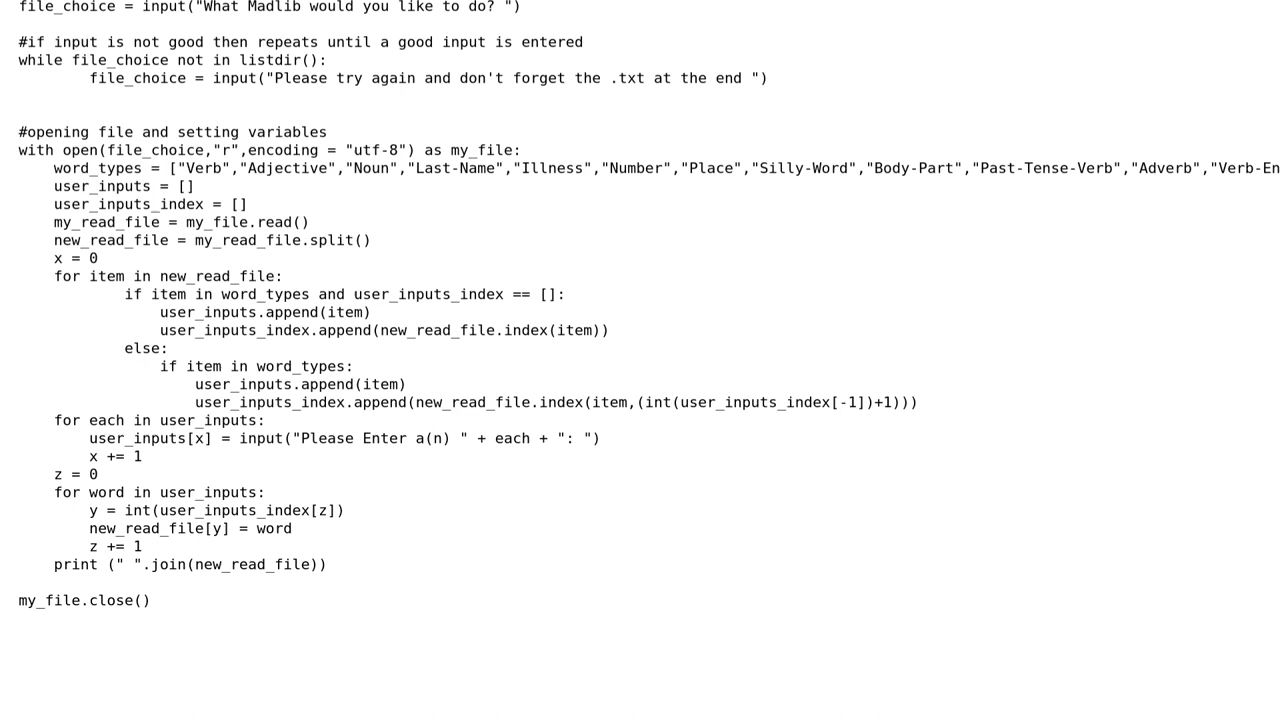 file_choice = input("What Madlib would you like to do? ")
#if input is not good then repeats until a good input is entered
while file_choice not in listdir():
        file_choice = input("Please try again and don't forget the .txt at the end ")
#opening file and setting variables
with open(file_choice,"r",encoding = "utf-8") as my_file:
    word_types = ["Verb","Adjective","Noun","Last-Name","Illness","Number","Place","Silly-Word","Body-Part","Past-Tense-Verb","Adverb","Verb-En
    user_inputs = []
    user_inputs_index = []
    my_read_file = my_file.read()
    new_read_file = my_read_file.split()
    x = 0
    for item in new_read_file:
            if item in word_types and user_inputs_index == []:
                user_inputs.append(item)
                user_inputs_index.append(new_read_file.index(item))
            else:
                if item in word_types:
                    user_inputs.append(item)
                    user_inputs_index.append(new_read_file.index(item,(int(user_inputs_index[-1])+1)))
    for each in user_inputs:
        user_inputs[x] = input("Please Enter a(n) " + each + ": ")
        x += 1
    z = 0
    for word in user_inputs:
        y = int(user_inputs_index[z])
        new_read_file[y] = word
        z += 1
    print (" ".join(new_read_file))
my_file.close()